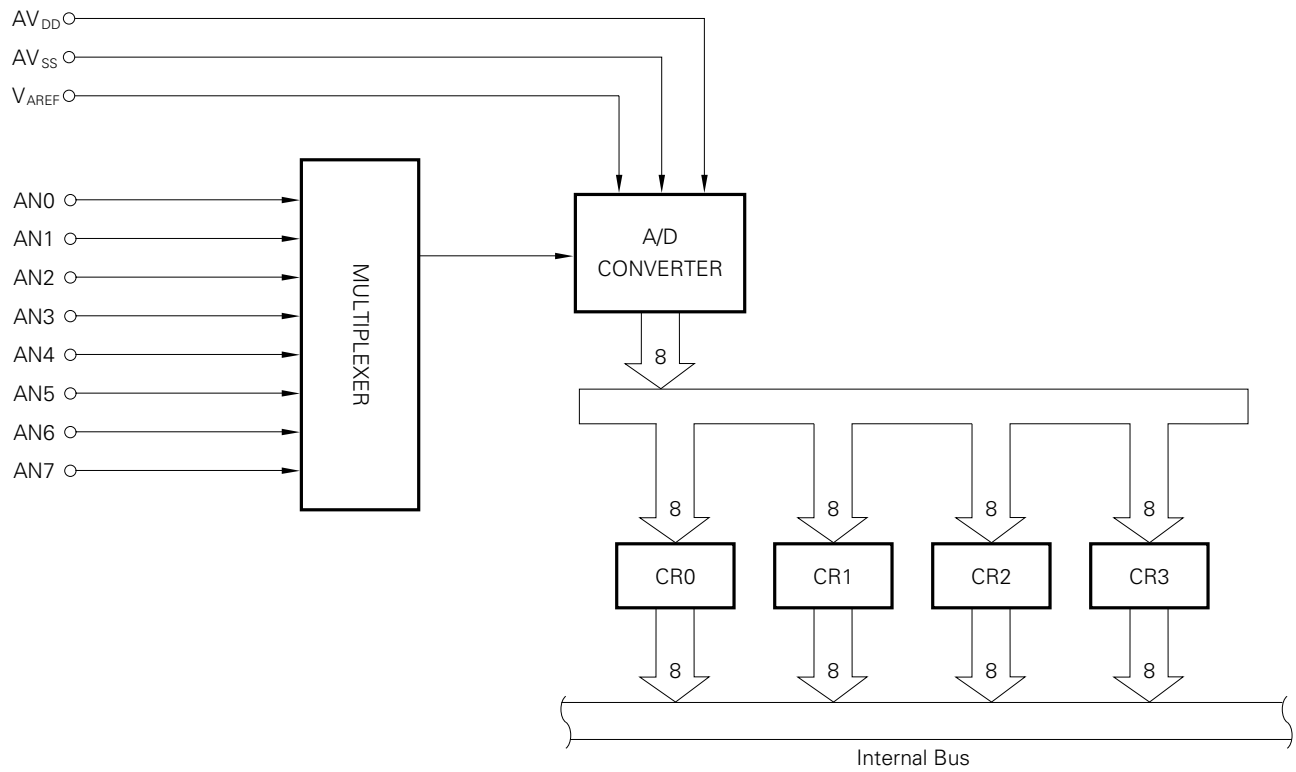 AVDD
AVSS
VAREF
AN0
AN1
AN2
AN3
AN4
AN5
AN6
AN7
MULTIPLEXER
A/D
CONVERTER
8
8 8 8 8
CR0 CR1 CR2 CR3
8 8 8 8
Internal Bus